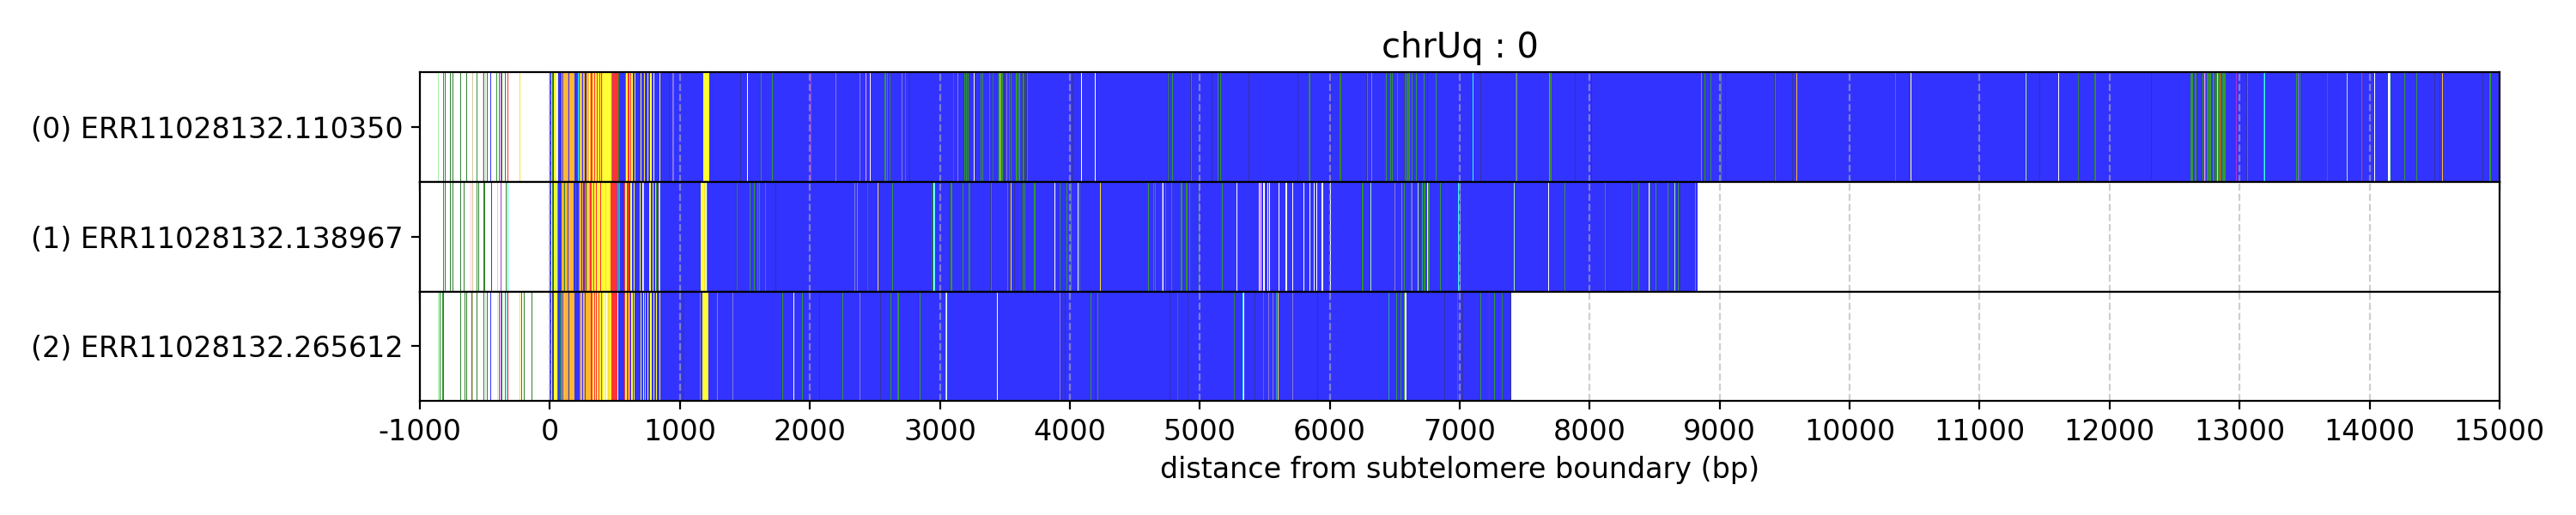 chrUq : 0
(0) ERR11028132.110350
(1) ERR11028132.138967
(2) ERR11028132.265612
-1000 0 1000 2000 3000 4000 5000 6000 7000 8000 9000 10000 11000 12000 13000 14000 15000
distance from subtelomere boundary (bp)